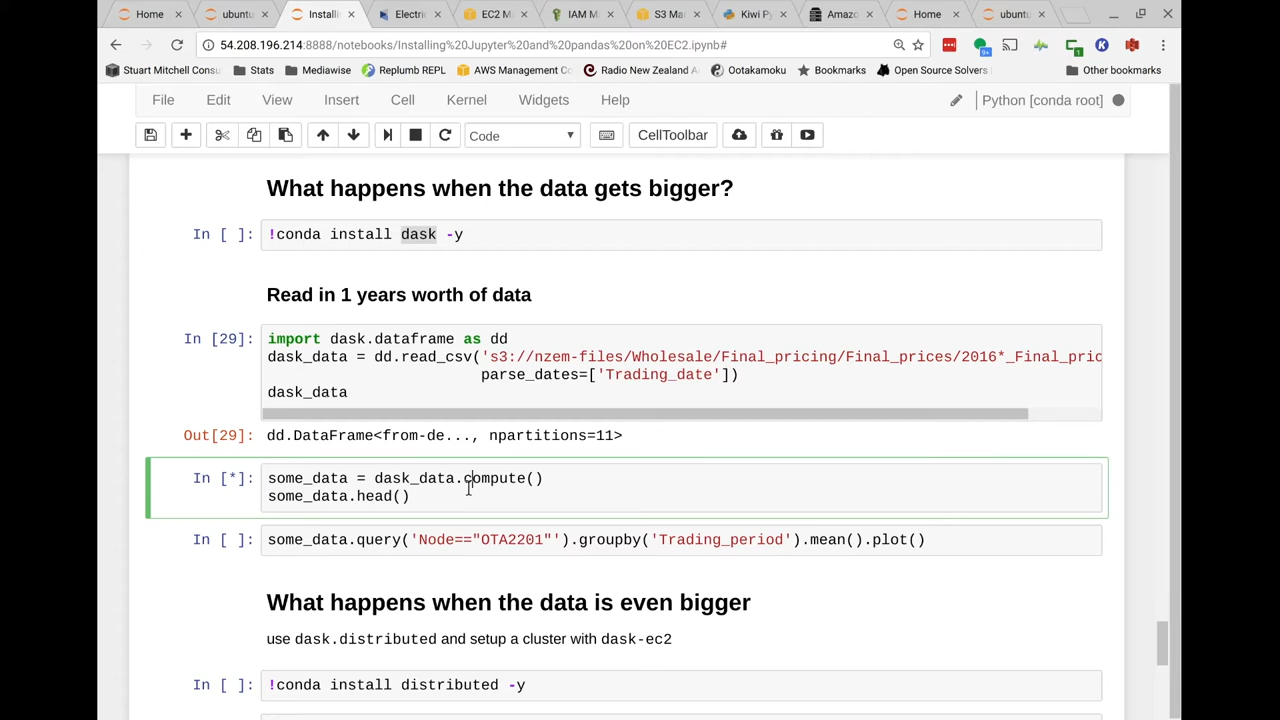 Home
ubuntu
Installi
Electric
EC2 M
IAM M
S3 Ma
Kiwi Py
Amazo
Home
ubuntu
54.208.196.214:8888/notebooks/Installing%20Jupyter%20and%20pandas%20on%20EC2.ipynb#
9+
1
Stuart Mitchell Consu
Stats
Mediawise
Replumb REPL
AWS Management Co
Radio New Zealand A
Ootakamoku
Bookmarks
Open Source Solvers
Other bookmarks
File Edit View Insert Cell Kernel Widgets Help
Python [conda root]
Code
CellToolbar
What happens when the data gets bigger?
In [ ]: !conda install dask -y
Read in 1 years worth of data
In [29]: import dask.dataframe as dd
dask_data = dd.read_csv('s3://nzem-files/Wholesale/Final_pricing/Final_prices/2016*_Final_pric
parse_dates=['Trading_date'])
dask_data
Out[29]: dd.DataFrame<from-de..., npartitions=11>
In [*]: some_data = dask_data.compute()
some_data.head()
In [ ]: some_data.query('Node=="OTA2201"').groupby('Trading_period').mean().plot()
What happens when the data is even bigger
use dask.distributed and setup a cluster with dask-ec2
In [ ]: !conda install distributed -y